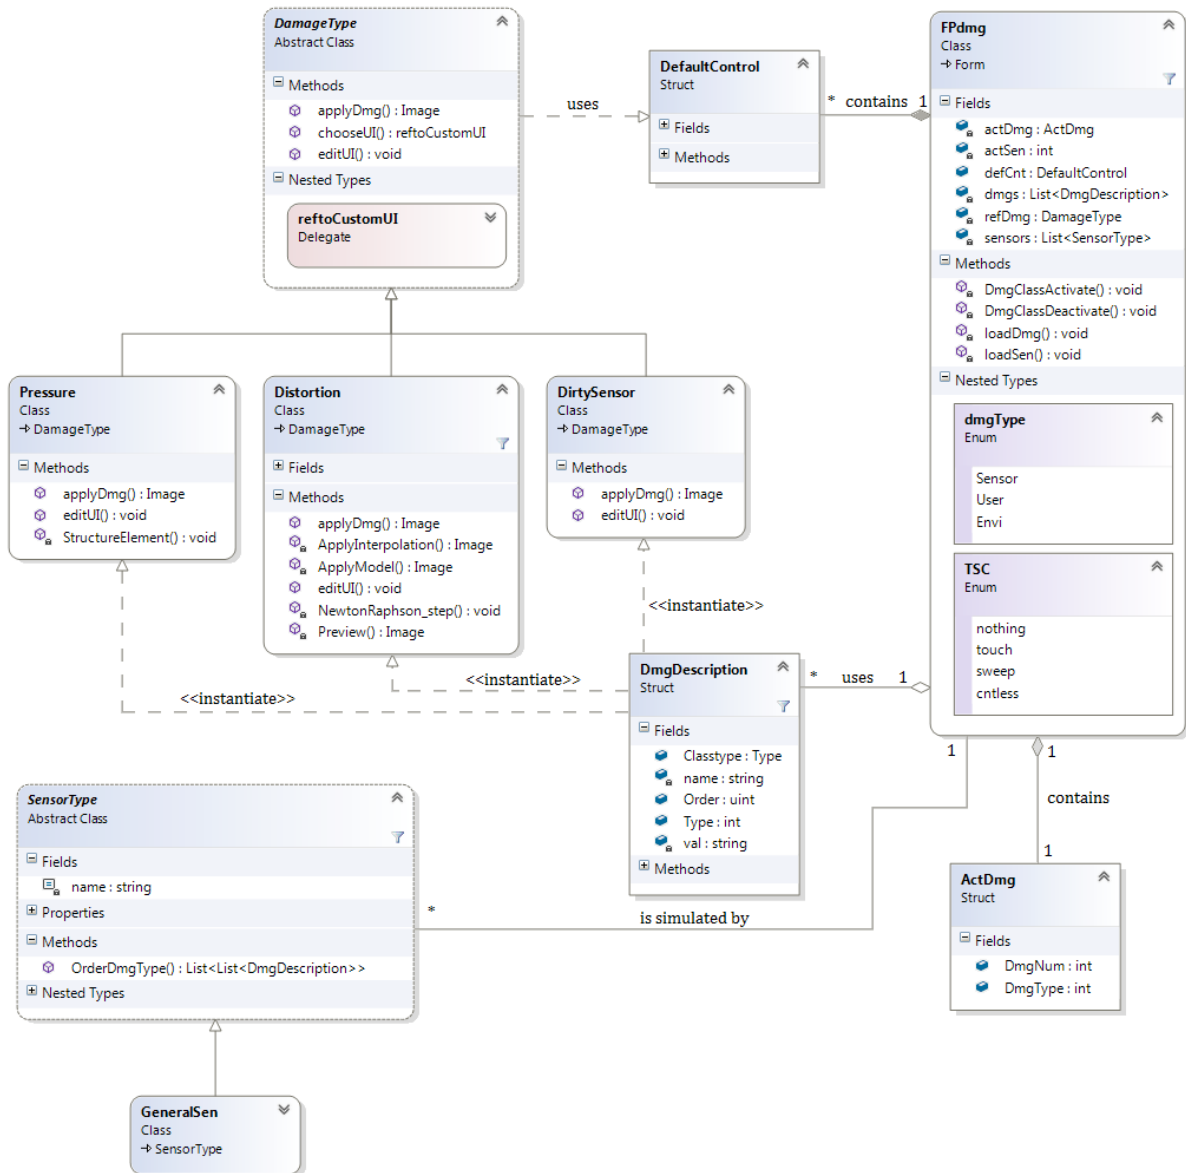 DamageType
Abstract Class
Methods
applyDmg() : Image
chooseUI() : reftoCustomUI
editUI() : void
Nested Types
reftoCustomUI
Delegate
uses
DefaultControl
Struct
Fields
Methods
* contains 1
FPdmg
Class
Form
Fields
actDmg : ActDmg
actSen : int
defCnt : DefaultControl
dmgs : List<DmgDescription>
refDmg : DamageType
sensors : List<SensorType>
Methods
DmgClassActivate() : void
DmgClassDeactivate() : void
loadDmg() : void
loadSen() : void
Nested Types
dmgType
Enum
Sensor
User
Envi
TSC
Enum
nothing
touch
sweep
cntless
Pressure
Class
DamageType
Methods
applyDmg() : Image
editUI() : void
StructureElement() : void
Distortion
Class
DamageType
Fields
Methods
applyDmg() : Image
ApplyInterpolation() : Image
ApplyModel() : Image
editUI() : void
NewtonRaphson_step() : void
Preview() : Image
DirtySensor
Class
DamageType
Methods
applyDmg() : Image
editUI() : void
<<instantiate>>
<<instantiate>>
<<instantiate>>
DmgDescription
Struct
Fields
Classtype : Type
name : string
Order : uint
Type : int
val : string
Methods
* uses 1
1
1
contains
1
SensorType
Abstract Class
Fields
name : string
Properties
Methods
OrderDmgType() : List<List<DmgDescription>>
Nested Types
*
is simulated by
ActDmg
Struct
Fields
DmgNum : int
DmgType : int
GeneralSen
Class
SensorType